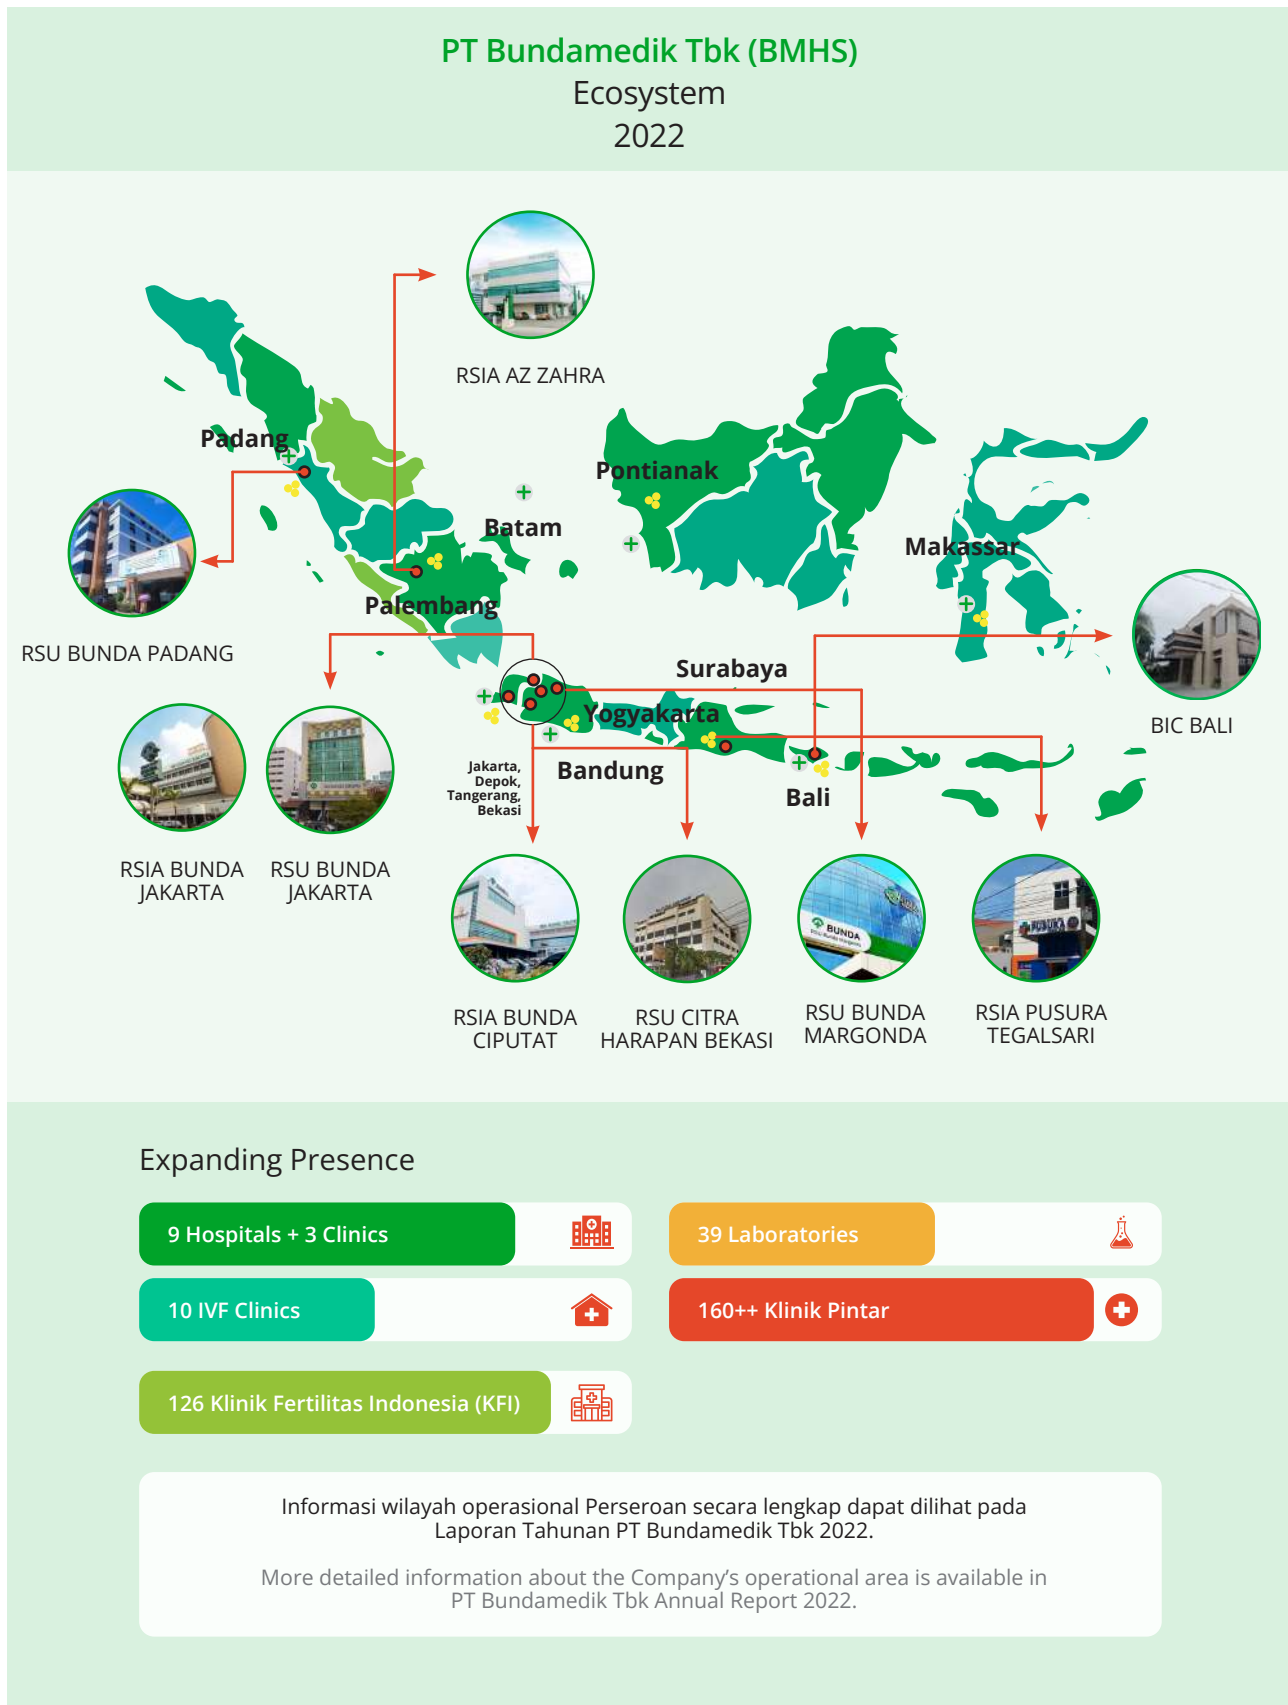 PT Bundamedik Tbk (BMHS)
Ecosystem
2022
RSIA AZ ZAHRA
Padang
Pontianak
Batam
Makassar
Palembang
RSU BUNDA PADANG
Surabaya
Yogyakarta
BIC BALI
Jakarta,
Depok,
Tangerang,
Bekasi
Bandung
Bali
RSIA BUNDA
JAKARTA
RSU BUNDA
JAKARTA
BUNDA
RSU Bunda Margonda
PUSURA
RSIA BUNDA
CIPUTAT
RSU CITRA
HARAPAN BEKASI
RSU BUNDA
MARGONDA
RSIA PUSURA
TEGALSARI
Expanding Presence
9 Hospitals + 3 Clinics
39 Laboratories
10 IVF Clinics
160++ Klinik Pintar
126 Klinik Fertilitas Indonesia (KFI)
Informasi wilayah operasional Perseroan secara lengkap dapat dilihat pada
Laporan Tahunan PT Bundamedik Tbk 2022.
More detailed information about the Company’s operational area is available in
PT Bundamedik Tbk Annual Report 2022.